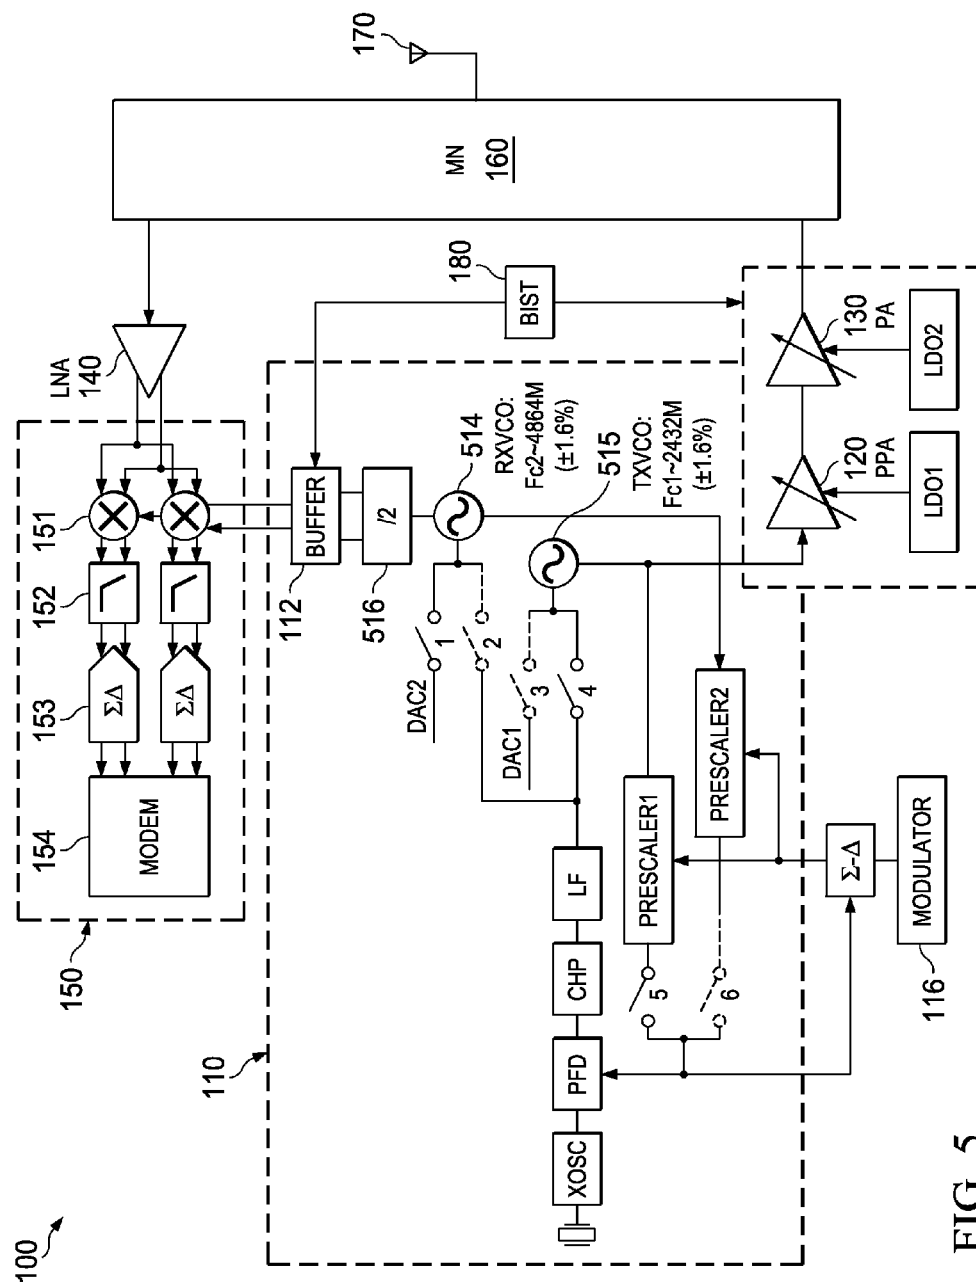 100
150
154
MODEM
153
ΣΔ
ΣΔ
152
151
LNA
140
MN
160
170
180
BIST
110
112
BUFFER
516
/2
514
RXVCO:
Fc2~4864M
(±1.6%)
515
TXVCO:
Fc1~2432M
(±1.6%)
DAC2
1
2
DAC1
3
4
XOSC
PFD
CHP
LF
PRESCALER1
PRESCALER2
5
6
Σ-Δ
MODULATOR
116
120
PPA
130
PA
LDO1
LDO2
FIG. 5